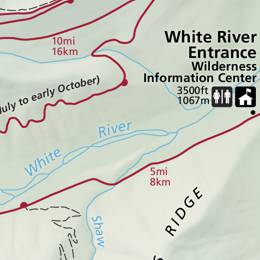 White River
Entrance
Wilderness
Information Center
3500ft
1067m
10mi
16km
July to early October)
White River
5mi
8km
Shaw
RIDGE